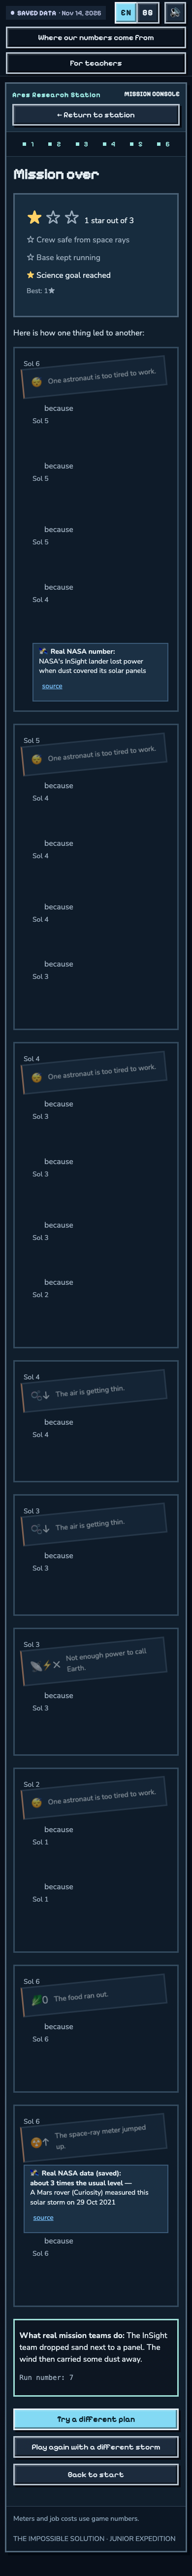 SAVED DATA · Nov 14, 2026
EN
Where our numbers come from
For teachers
Ares Research Station
MISSION CONSOLE
← Return to station
1 2 3 4 5 6
Mission over
1 star out of 3
Crew safe from space rays
Base kept running
Science goal reached
Best: 1★
Here is how one thing led to another:
Sol 6
One astronaut is too tired to work.
because
Sol 5
because
Sol 5
because
Sol 5
because
Sol 4
Real NASA number:
NASA's InSight lander lost power
when dust covered its solar panels
source
Sol 5
One astronaut is too tired to work.
because
Sol 4
because
Sol 4
because
Sol 4
because
Sol 3
Sol 4
One astronaut is too tired to work.
because
Sol 3
because
Sol 3
because
Sol 3
because
Sol 2
Sol 4
The air is getting thin.
because
Sol 4
Sol 3
The air is getting thin.
because
Sol 3
Sol 3
Not enough power to call
Earth.
because
Sol 3
Sol 2
One astronaut is too tired to work.
because
Sol 1
because
Sol 1
Sol 6
0 The food ran out.
because
Sol 6
Sol 6
The space-ray meter jumped
up.
Real NASA data (saved):
about 3 times the usual level —
A Mars rover (Curiosity) measured this
solar storm on 29 Oct 2021
source
because
Sol 6
What real mission teams do: The InSight
team dropped sand next to a panel. The
wind then carried some dust away.
Run number: 7
Try a different plan
Play again with a different storm
Back to start
Meters and job costs use game numbers.
THE IMPOSSIBLE SOLUTION · JUNIOR EXPEDITION